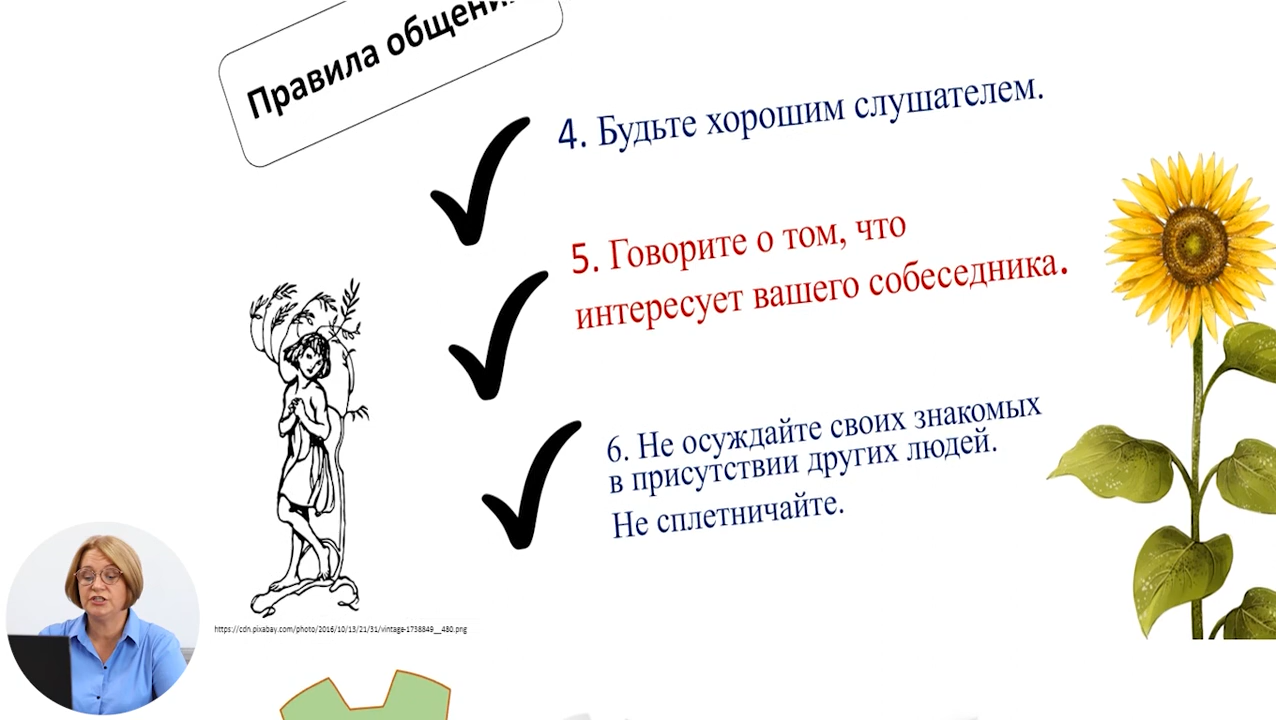 Правила общени
4. Будьте хорошим слушателем.
5. Говорите о том, что
интересует вашего собеседника.
6. Не осуждайте своих знакомых
в присутствии других людей.
Не сплетничайте.
https://cdn.pixabay.com/photo/2016/10/13/21/31/vintage-1738849__480.png